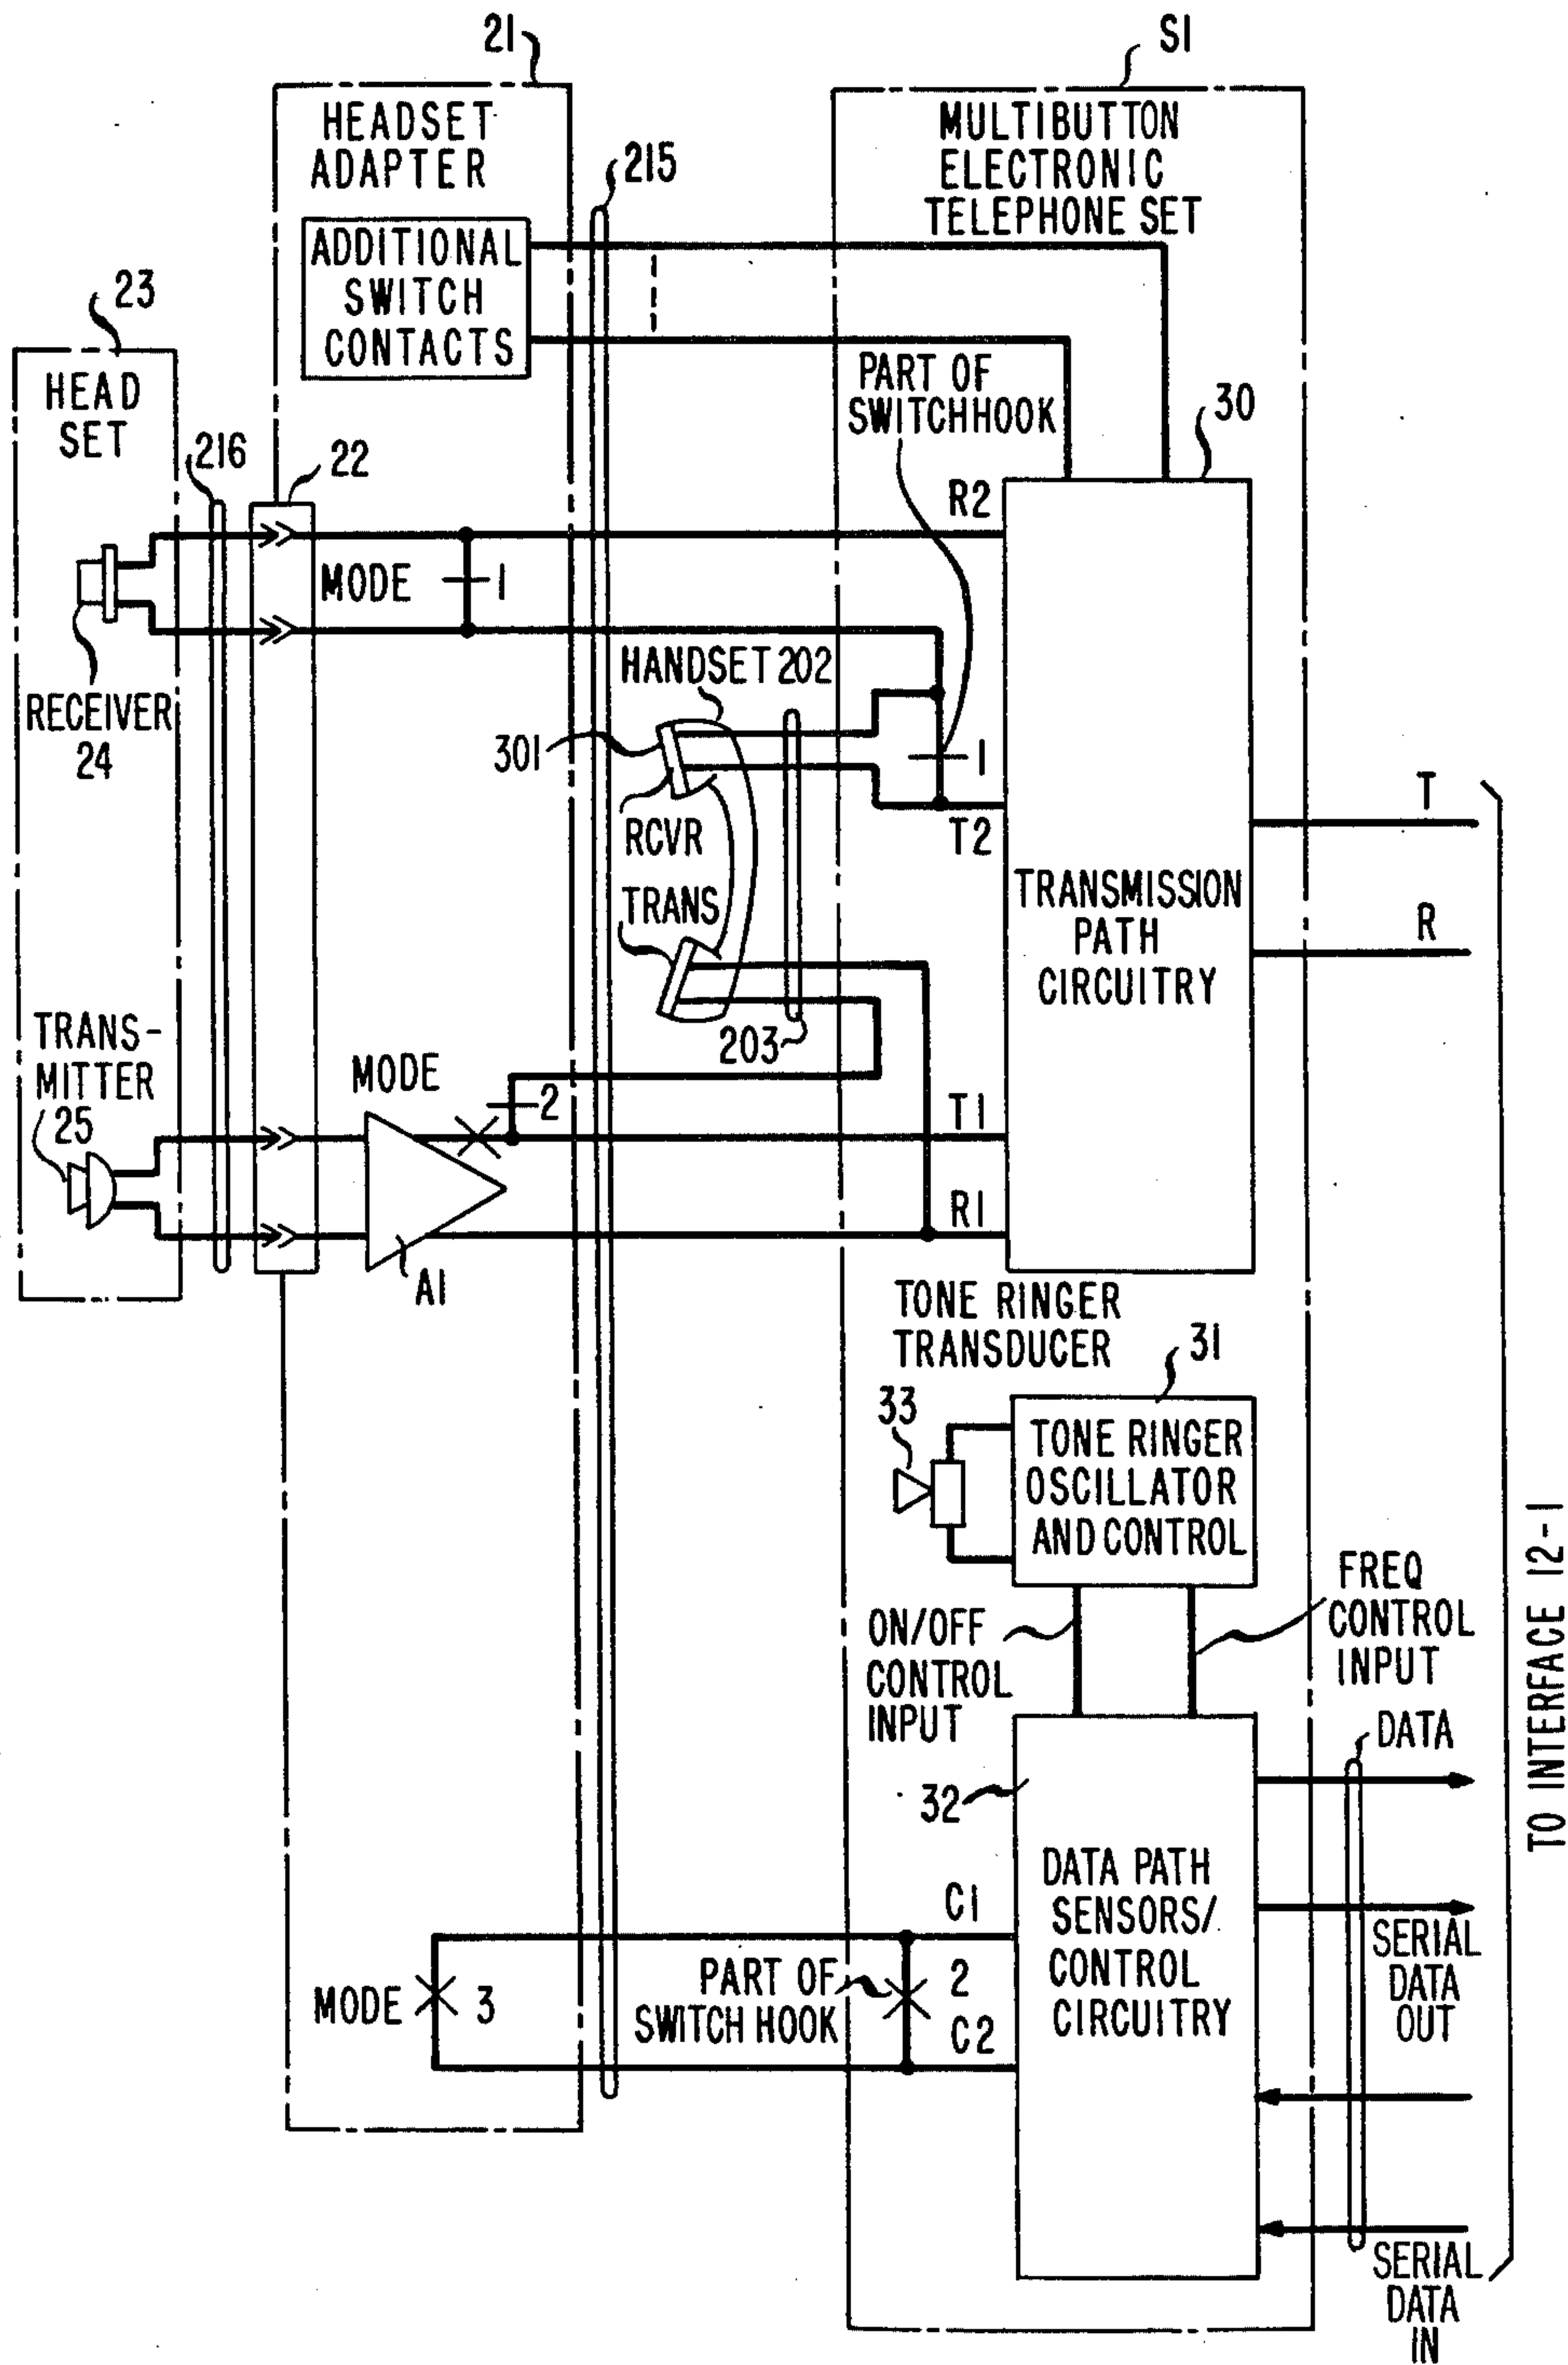 21
S1
HEADSET
ADAPTER
MULTIBUTTON
ELECTRONIC
TELEPHONE SET
215
ADDITIONAL
SWITCH
CONTACTS
23
HEAD
SET
PART OF
SWITCHHOOK
30
216
22
R2
MODE
1
RECEIVER
24
HANDSET 202
301
1
RCVR
T2
T
TRANS
TRANSMISSION
PATH
CIRCUITRY
R
203
TRANS-
MITTER
25
MODE
2
T1
R1
A1
TONE RINGER
TRANSDUCER
31
33
TONE RINGER
OSCILLATOR
AND CONTROL
ON/OFF
CONTROL
INPUT
FREQ
CONTROL
INPUT
TO INTERFACE 12-1
DATA
32
DATA PATH
SENSORS/
CONTROL
CIRCUITRY
C1
SERIAL
DATA
OUT
MODE
3
PART OF
SWITCH HOOK
2
C2
SERIAL
DATA
IN